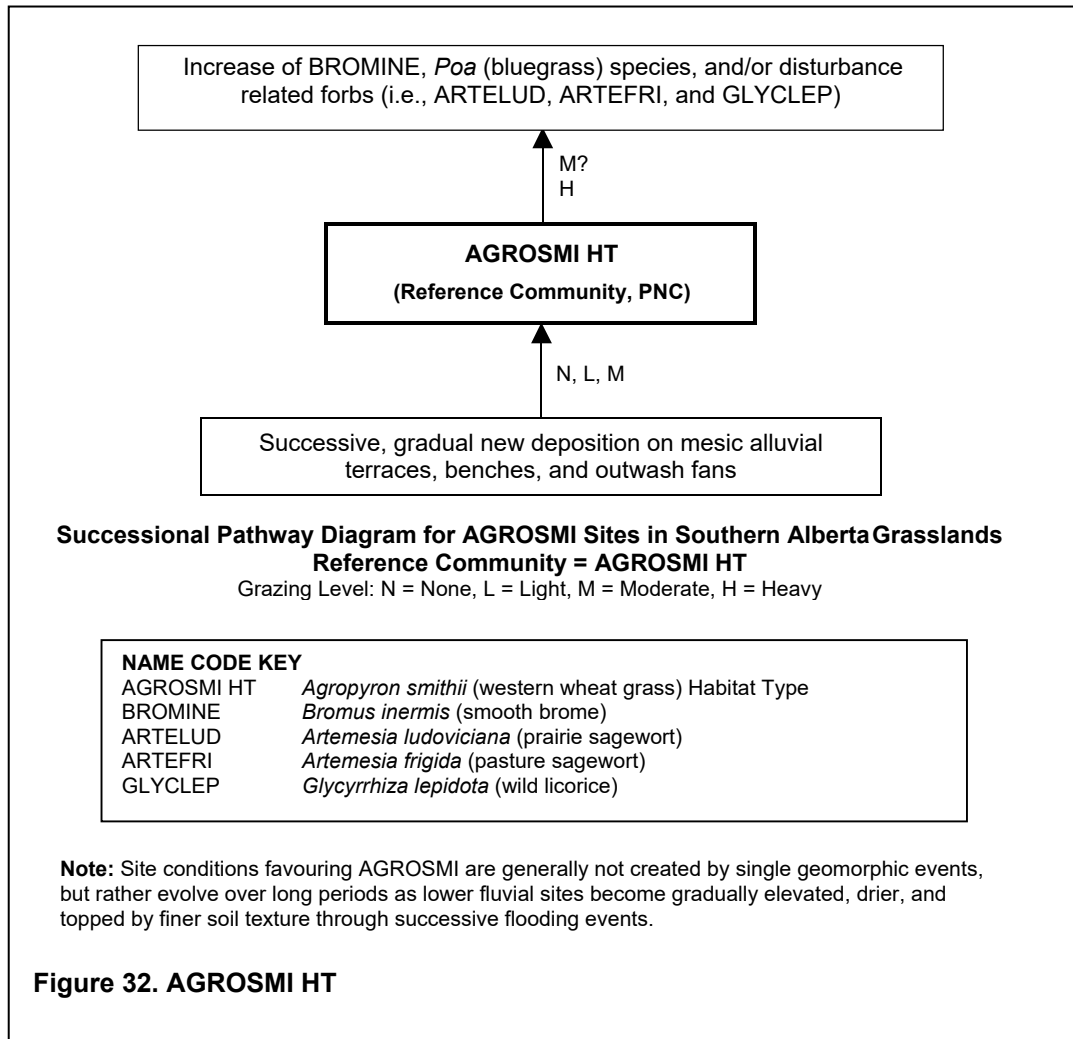 Increase of BROMINE, Poa (bluegrass) species, and/or disturbance
related forbs (i.e., ARTELUD, ARTEFRI, and GLYCLEP)
M?
H
AGROSMI HT
(Reference Community, PNC)
N, L, M
Successive, gradual new deposition on mesic alluvial
terraces, benches, and outwash fans
Successional Pathway Diagram for AGROSMI Sites in Southern Alberta Grasslands
Reference Community = AGROSMI HT
Grazing Level: N = None, L = Light, M = Moderate, H = Heavy
NAME CODE KEY
AGROSMI HT Agropyron smithii (western wheat grass) Habitat Type
BROMINE Bromus inermis (smooth brome)
ARTELUD Artemesia ludoviciana (prairie sagewort)
ARTEFRI Artemesia frigida (pasture sagewort)
GLYCLEP Glycyrrhiza lepidota (wild licorice)
Note: Site conditions favouring AGROSMI are generally not created by single geomorphic events,
but rather evolve over long periods as lower fluvial sites become gradually elevated, drier, and
topped by finer soil texture through successive flooding events.
Figure 32. AGROSMI HT